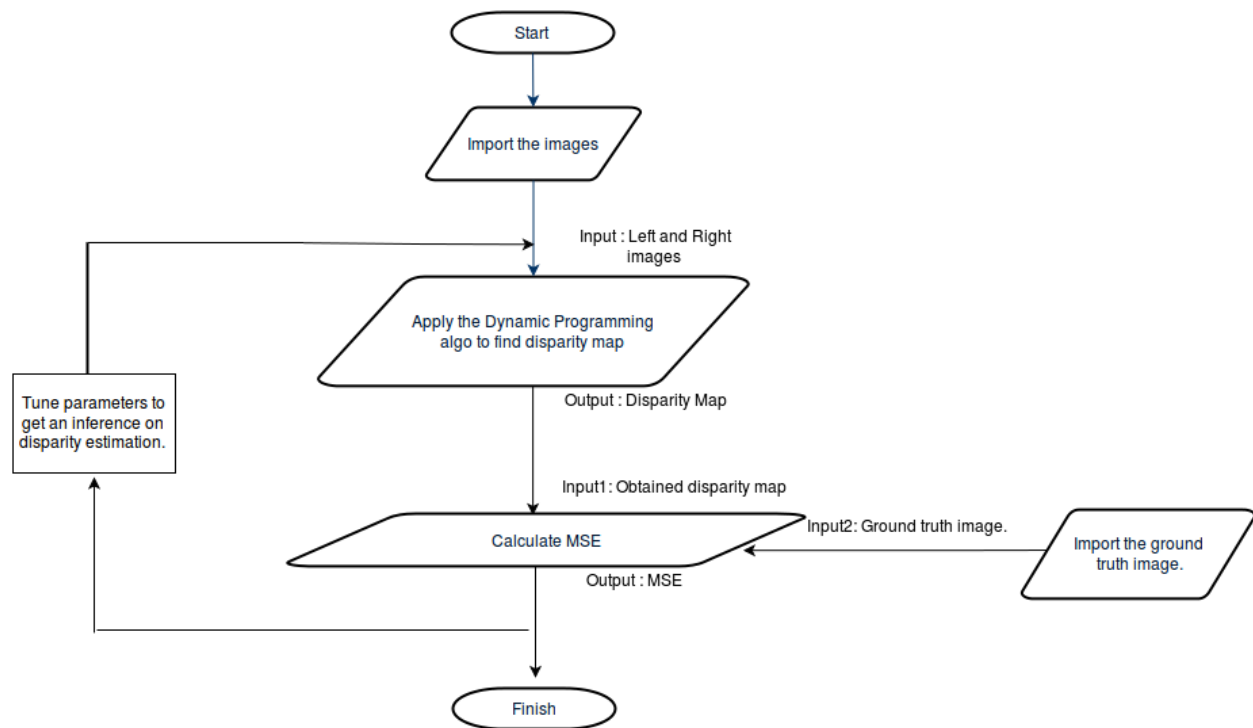 Start
Import the images
Input : Left and Right
images
Apply the Dynamic Programming
algo to find disparity map
Output : Disparity Map
Tune parameters to
get an inference on
disparity estimation.
Input1: Obtained disparity map
Calculate MSE
Input2: Ground truth image.
Import the ground
truth image.
Output : MSE
Finish